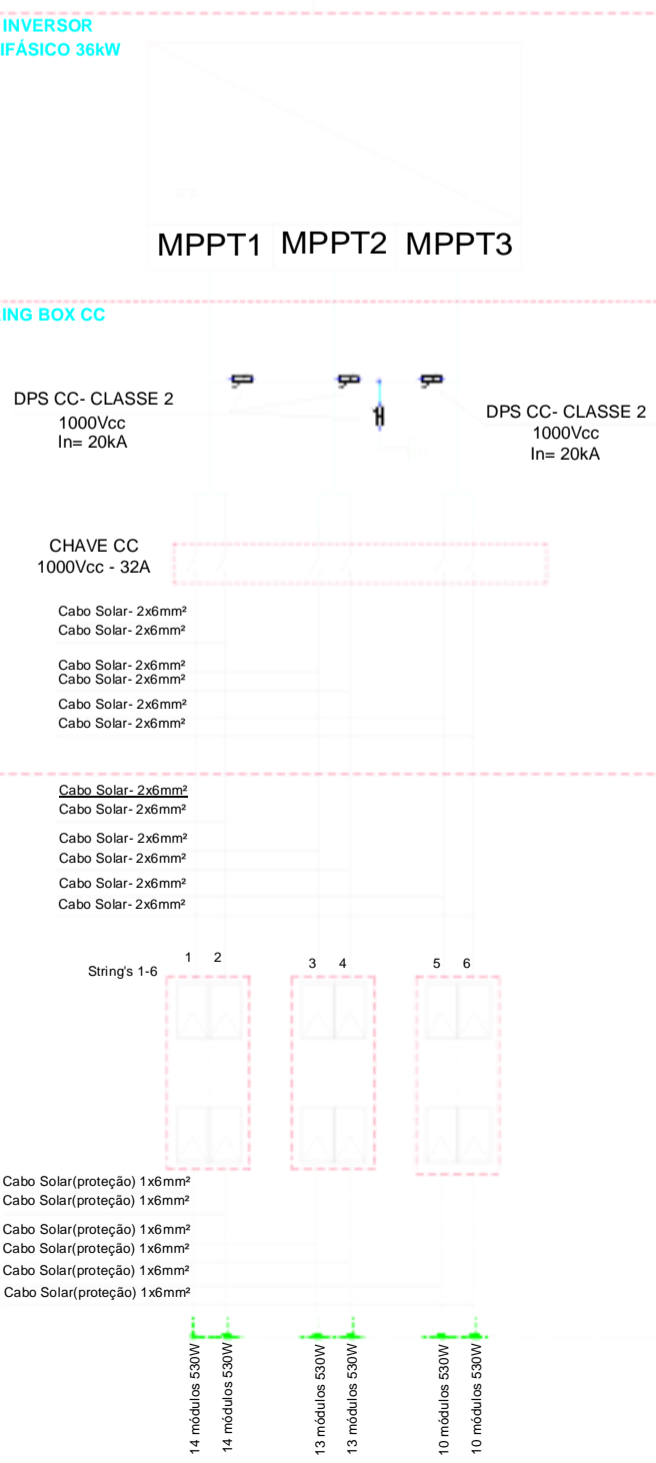 INVERSOR
IFÁSICO 36kW
MPPT1 MPPT2 MPPT3
ING BOX CC
DPS CC- CLASSE 2
1000Vcc
In= 20kA
DPS CC- CLASSE 2
1000Vcc
In= 20kA
CHAVE CC
1000Vcc - 32A
Cabo Solar- 2x6mm²
Cabo Solar- 2x6mm²
Cabo Solar- 2x6mm²
Cabo Solar- 2x6mm²
Cabo Solar- 2x6mm²
Cabo Solar- 2x6mm²
Cabo Solar- 2x6mm²
Cabo Solar- 2x6mm²
Cabo Solar- 2x6mm²
Cabo Solar- 2x6mm²
Cabo Solar- 2x6mm²
Cabo Solar- 2x6mm²
String's 1-6
1 2 3 4 5 6
Cabo Solar(proteção) 1x6mm²
Cabo Solar(proteção) 1x6mm²
Cabo Solar(proteção) 1x6mm²
Cabo Solar(proteção) 1x6mm²
Cabo Solar(proteção) 1x6mm²
Cabo Solar(proteção) 1x6mm²
14 módulos 530W
14 módulos 530W
13 módulos 530W
13 módulos 530W
10 módulos 530W
10 módulos 530W